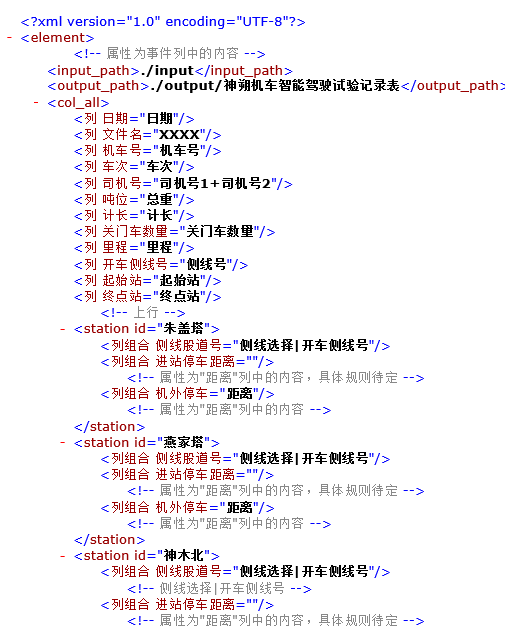 <?xml version="1.0" encoding="UTF-8"?>
- <element>
<!-- 属性为事件列中的内容 -->
<input_path>./input</input_path>
<output_path>./output/神朔机车智能驾驶试验记录表</output_path>
- <col_all>
<列 日期="日期"/>
<列 文件名="XXXX"/>
<列 机车号="机车号"/>
<列 车次="车次"/>
<列 司机号="司机号1+司机号2"/>
<列 吨位="总重"/>
<列 计长="计长"/>
<列 关门车数量="关门车数量"/>
<列 里程="里程"/>
<列 开车侧线号="侧线号"/>
<列 起始站="起始站"/>
<列 终点站="终点站"/>
<!-- 上行 -->
- <station id="朱盖塔">
<列组合 侧线股道号="侧线选择|开车侧线号"/>
<列组合 进站停车距离=""/>
<!-- 属性为"距离"列中的内容，具体规则待定 -->
<列组合 机外停车="距离"/>
<!-- 属性为"距离"列中的内容 -->
</station>
- <station id="燕家塔">
<列组合 侧线股道号="侧线选择|开车侧线号"/>
<列组合 进站停车距离=""/>
<!-- 属性为"距离"列中的内容，具体规则待定 -->
<列组合 机外停车="距离"/>
<!-- 属性为"距离"列中的内容 -->
</station>
- <station id="神木北">
<列组合 侧线股道号="侧线选择|开车侧线号"/>
<!-- 侧线选择|开车侧线号 -->
<列组合 进站停车距离=""/>
<!-- 属性为"距离"列中的内容，具体规则待定 -->